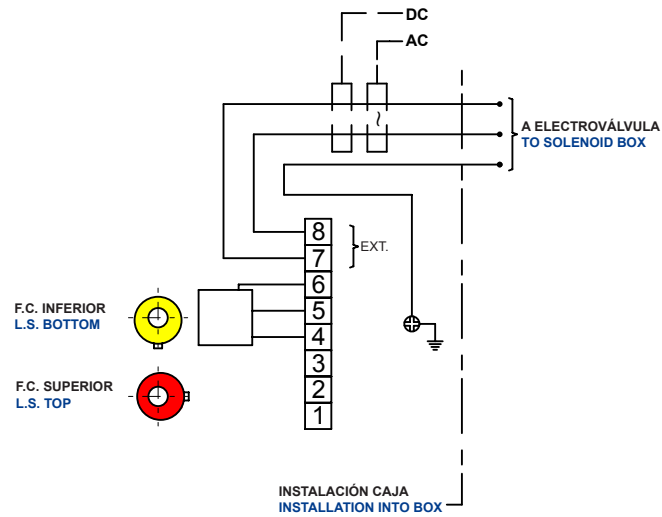 DC
AC
~
A ELECTROVÁLVULA
TO SOLENOID BOX
8
7
EXT.
6
5
4
3
2
1
F.C. INFERIOR
L.S. BOTTOM
F.C. SUPERIOR
L.S. TOP
INSTALACIÓN CAJA
INSTALLATION INTO BOX